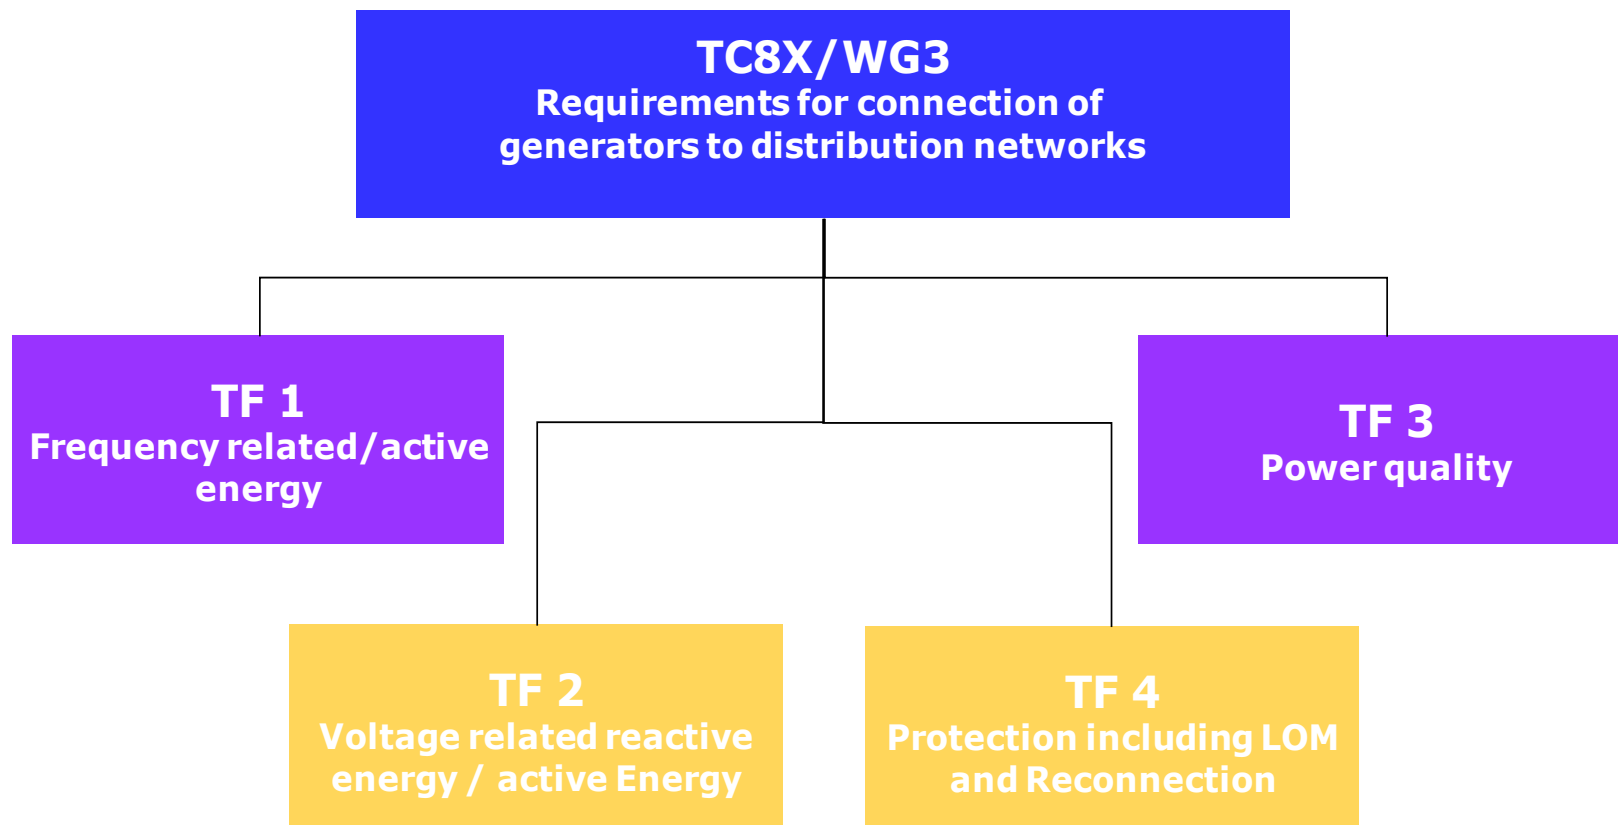 TC8X/WG3
Requirements for connection of
generators to distribution networks
TF 1
Frequency related/active
energy
TF 3
Power quality
TF 2
Voltage related reactive
energy / active Energy
TF 4
Protection including LOM
and Reconnection